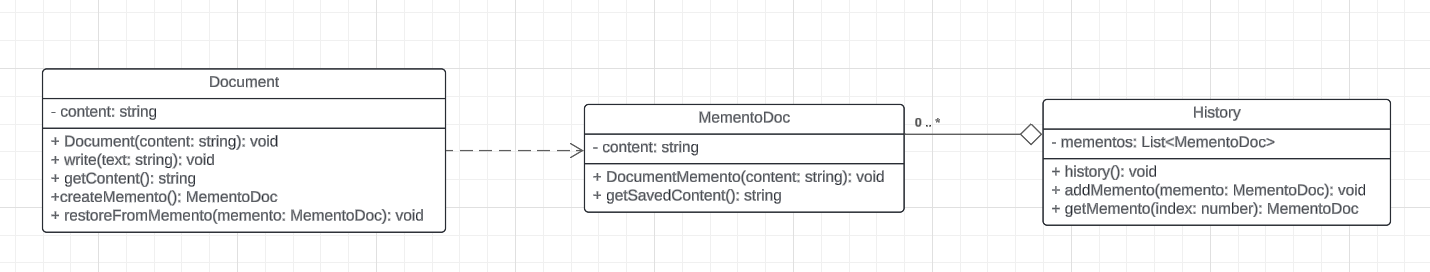 Document
- content: string
+ Document(content: string): void
+ write(text: string): void
+ getContent(): string
+createMemento(): MementoDoc
+ restoreFromMemento(memento: MementoDoc): void
MementoDoc
- content: string
+ DocumentMemento(content: string): void
+ getSavedContent(): string
0 .. *
History
- mementos: List<MementoDoc>
+ history(): void
+ addMemento(memento: MementoDoc): void
+ getMemento(index: number): MementoDoc